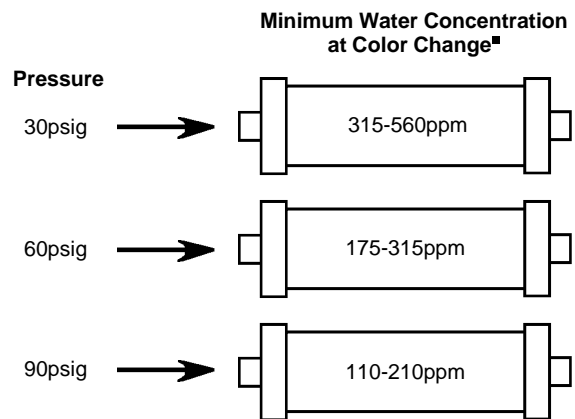 Minimum Water Concentration
at Color Change■
Pressure
30psig
315-560ppm
60psig
175-315ppm
90psig
110-210ppm